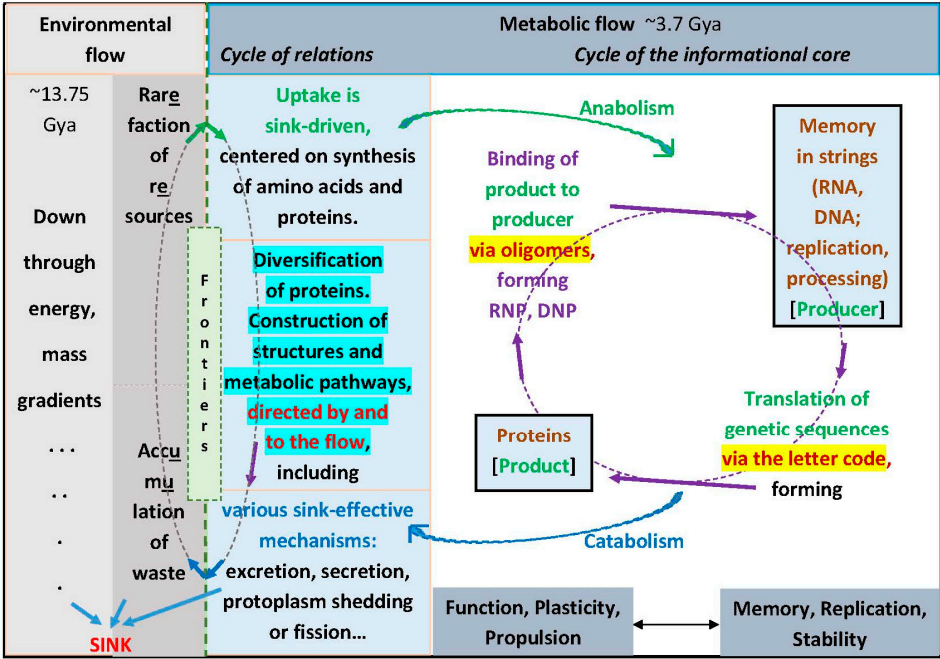 Environmental
flow
Metabolic flow ~3.7 Gya
Cycle of relations
Cycle of the informational core
~13.75
Gya
Down
through
energy,
mass
gradients
...
..
.
.
Rare
faction
of
re
sources
Accu
mu
lation
of
waste
SINK
Frontiers
Uptake is
sink-driven,
centered on synthesis
of amino acids and
proteins.
Diversification
of proteins.
Construction of
structures and
metabolic pathways,
directed by and
to the flow,
including
various sink-effective
mechanisms:
excretion, secretion,
protoplasm shedding
or fission...
Anabolism
Binding of
product to
producer
via oligomers,
forming
RNP, DNP
Memory
in strings
(RNA,
DNA;
replication,
processing)
[Producer]
Translation of
genetic sequences
via the letter code,
forming
Proteins
[Product]
Catabolism
Function, Plasticity,
Propulsion
Memory, Replication,
Stability